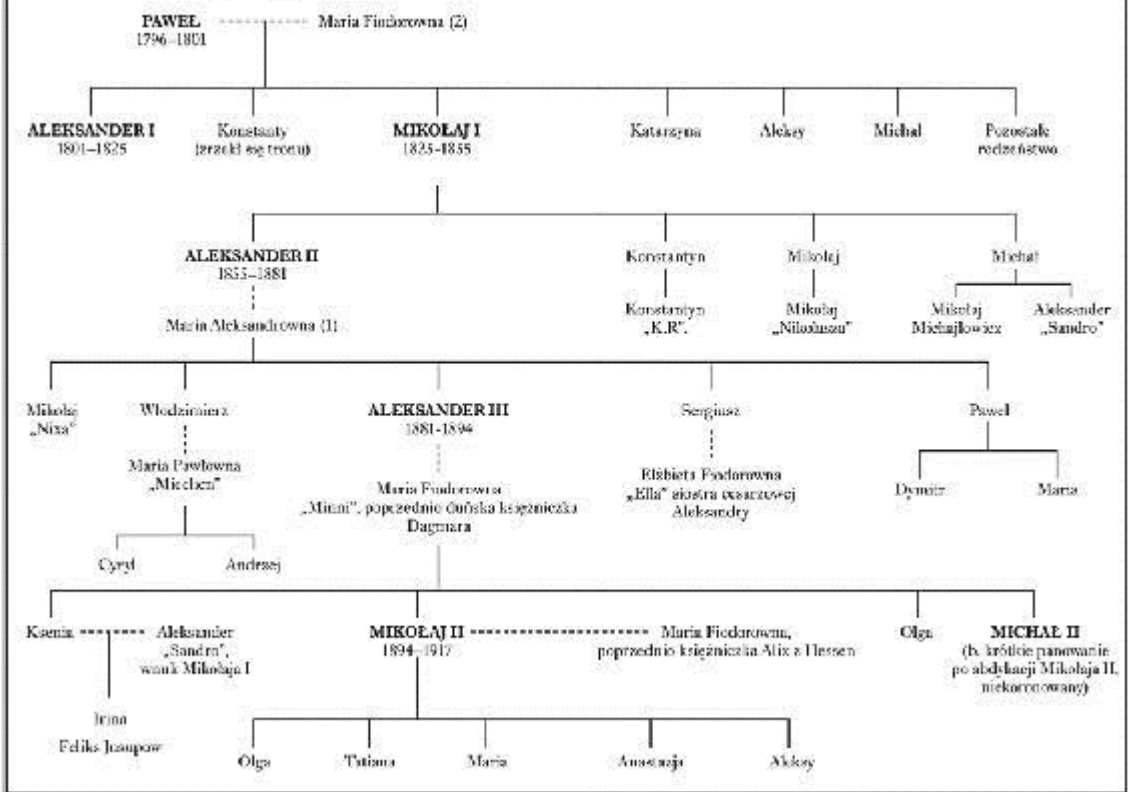 PAWEŁ
1796–1801
Maria Fiodorowna (2)
ALEKSANDER I
1801–1825
Konstanty
(zrzekł się tronu)
MIKOŁAJ I
1825-1855
Katarzyna
Aleksy
Michał
Pozostałe
rodzeństwo
ALEKSANDER II
1855–1881
Konstantyn
Mikołaj
Michał
Maria Aleksandrowna (1)
Konstantyn
„K.R”.
Mikołaj
„Nikołasza”
Mikołaj
Michajłowicz
Aleksander
„Sandro”
Mikołaj
„Nixa”
Włodzimierz
ALEKSANDER III
1881-1894
Sergiusz
Paweł
Maria Pawłowna
„Miechen”
Maria Fiodorowna
„Minni”, poprzednio duńska księżniczka
Dagmara
Elżbieta Fiodorowna
„Ella” siostra cesarzowej
Aleksandry
Dymitr
Maria
Cyryl
Andrzej
Ksenia
Aleksander
„Sandro”,
wnuk Mikołaja I
MIKOŁAJ II
1894–1917
Maria Fiodorowna,
poprzednio księżniczka Alix z Hessen
Olga
MICHAŁ II
(b. krótkie panowanie
po abdykacji Mikołaja II,
niekoronowany)
Irina
Feliks Jusupow
Olga
Tatiana
Maria
Anastazja
Aleksy